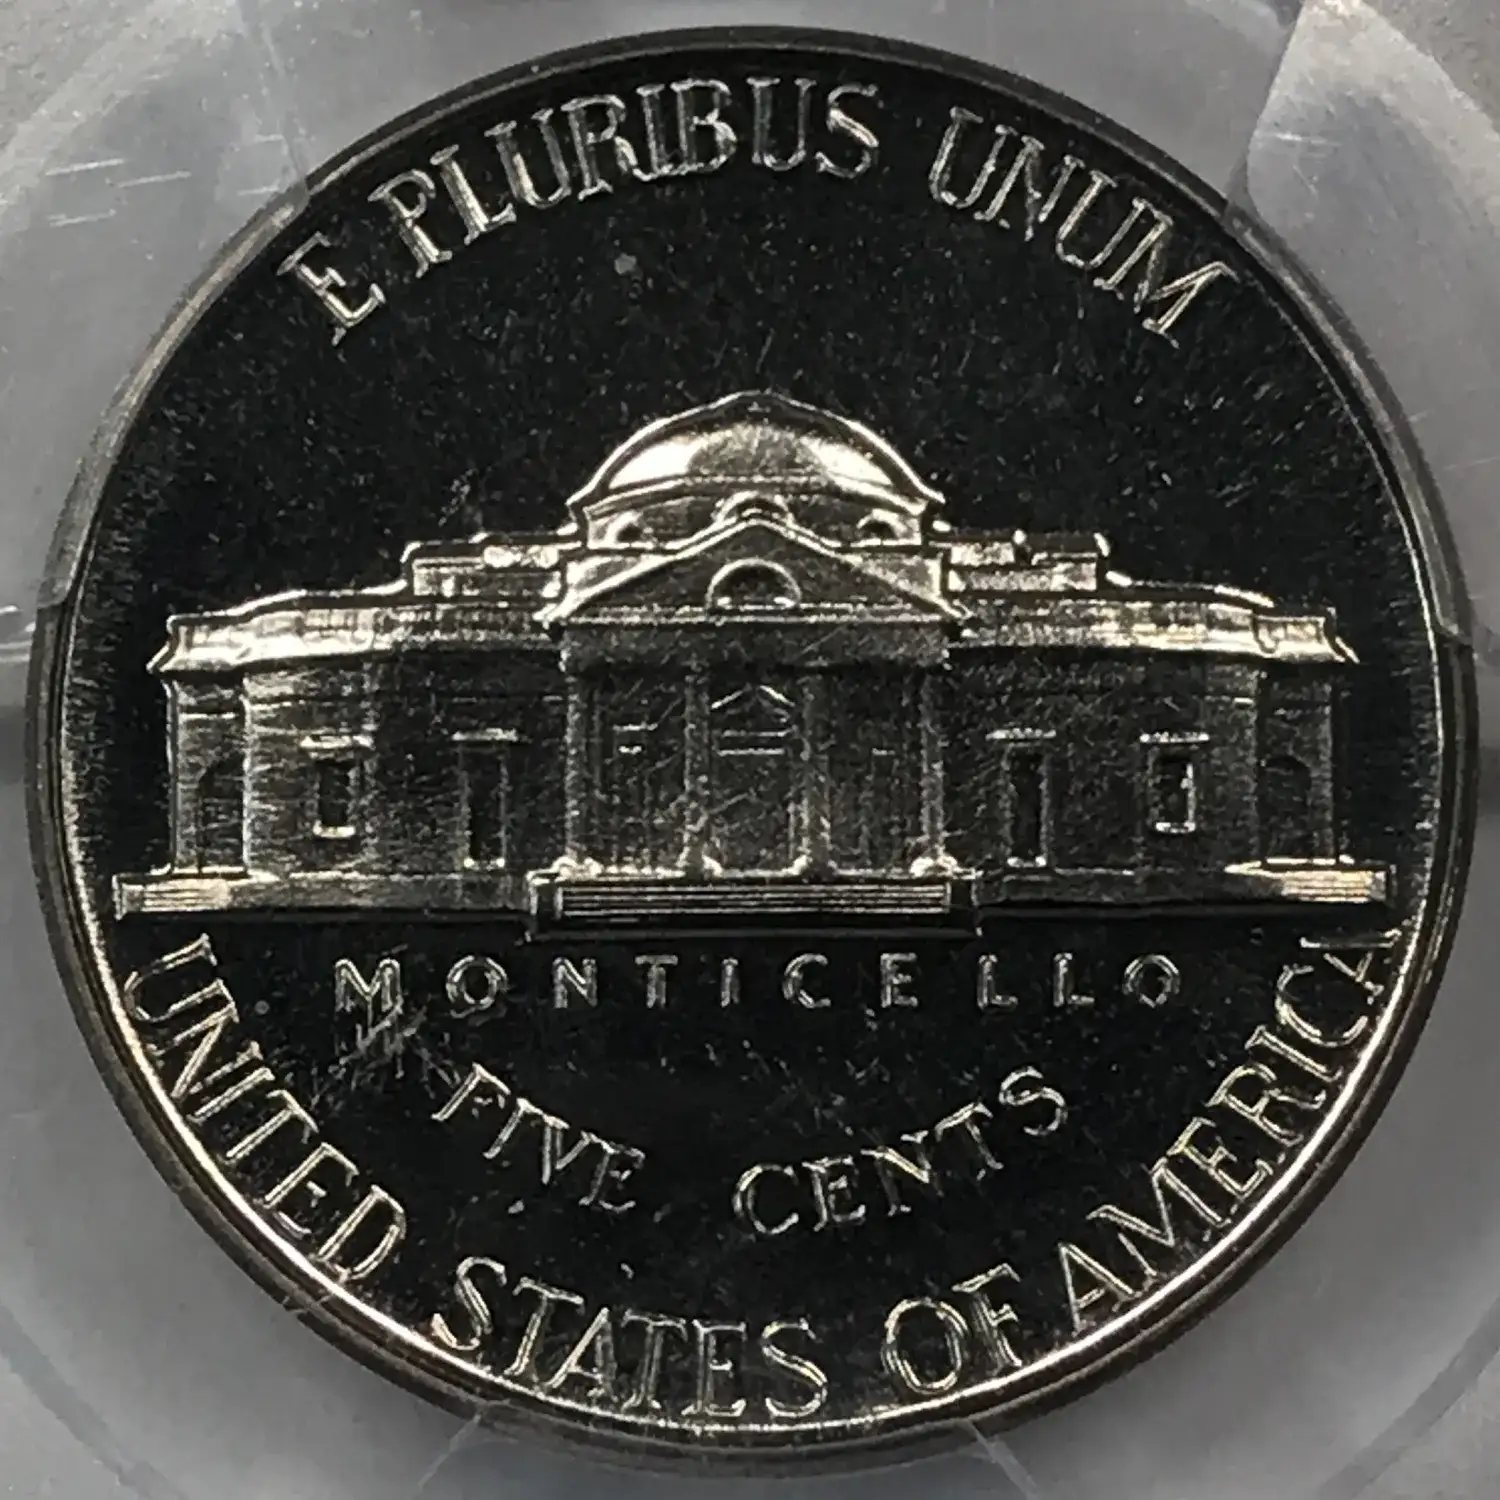 E PLURIBUS UNUM
MONTICELLO
FIVE CENTS
UNITED STATES OF AMERICA